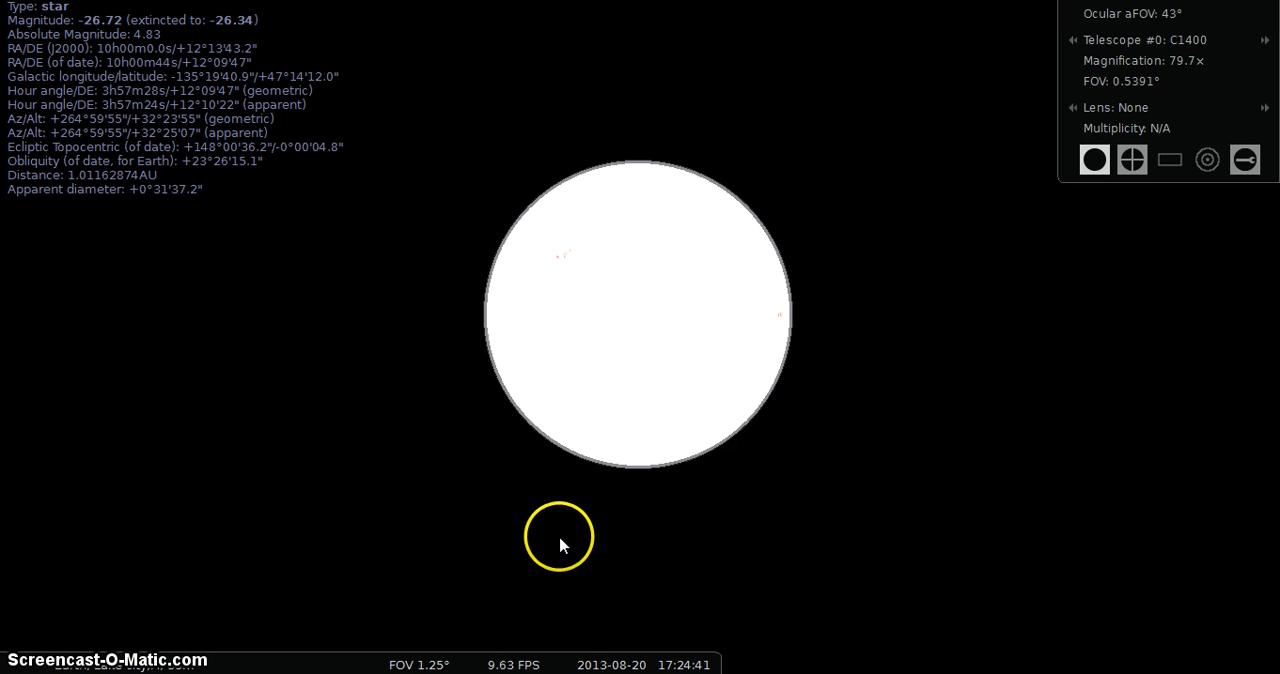 Type: star
Magnitude: -26.72 (extincted to: -26.34)
Absolute Magnitude: 4.83
RA/DE (J2000): 10h00m0.0s/+12°13'43.2"
RA/DE (of date): 10h00m44s/+12°09'47"
Galactic longitude/latitude: -135°19'40.9"/+47°14'12.0"
Hour angle/DE: 3h57m28s/+12°09'47" (geometric)
Hour angle/DE: 3h57m24s/+12°10'22" (apparent)
Az/Alt: +264°59'55"/+32°23'55" (geometric)
Az/Alt: +264°59'55"/+32°25'07" (apparent)
Ecliptic Topocentric (of date): +148°00'36.2"/-0°00'04.8"
Obliquity (of date, for Earth): +23°26'15.1"
Distance: 1.01162874AU
Apparent diameter: +0°31'37.2"
Ocular aFOV: 43°
Telescope #0: C1400
Magnification: 79.7×
FOV: 0.5391°
Lens: None
Multiplicity: N/A
Screencast-O-Matic.com
FOV 1.25° 9.63 FPS 2013-08-20 17:24:41